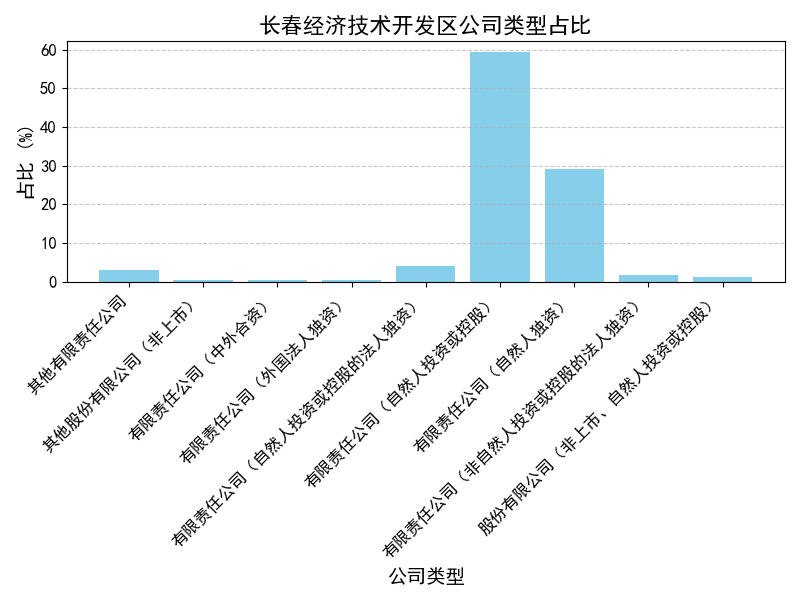 长春经济技术开发区公司类型占比
占比 (%)
60
50
40
30
20
10
0
其他有限责任公司
其他股份有限公司（非上市）
有限责任公司（中外合资）
有限责任公司（外国法人独资）
有限责任公司（自然人投资或控股的法人独资）
有限责任公司（自然人投资或控股）
有限责任公司（自然人独资）
有限责任公司（非自然人投资或控股的法人独资）
股份有限公司（非上市、自然人投资或控股）
公司类型